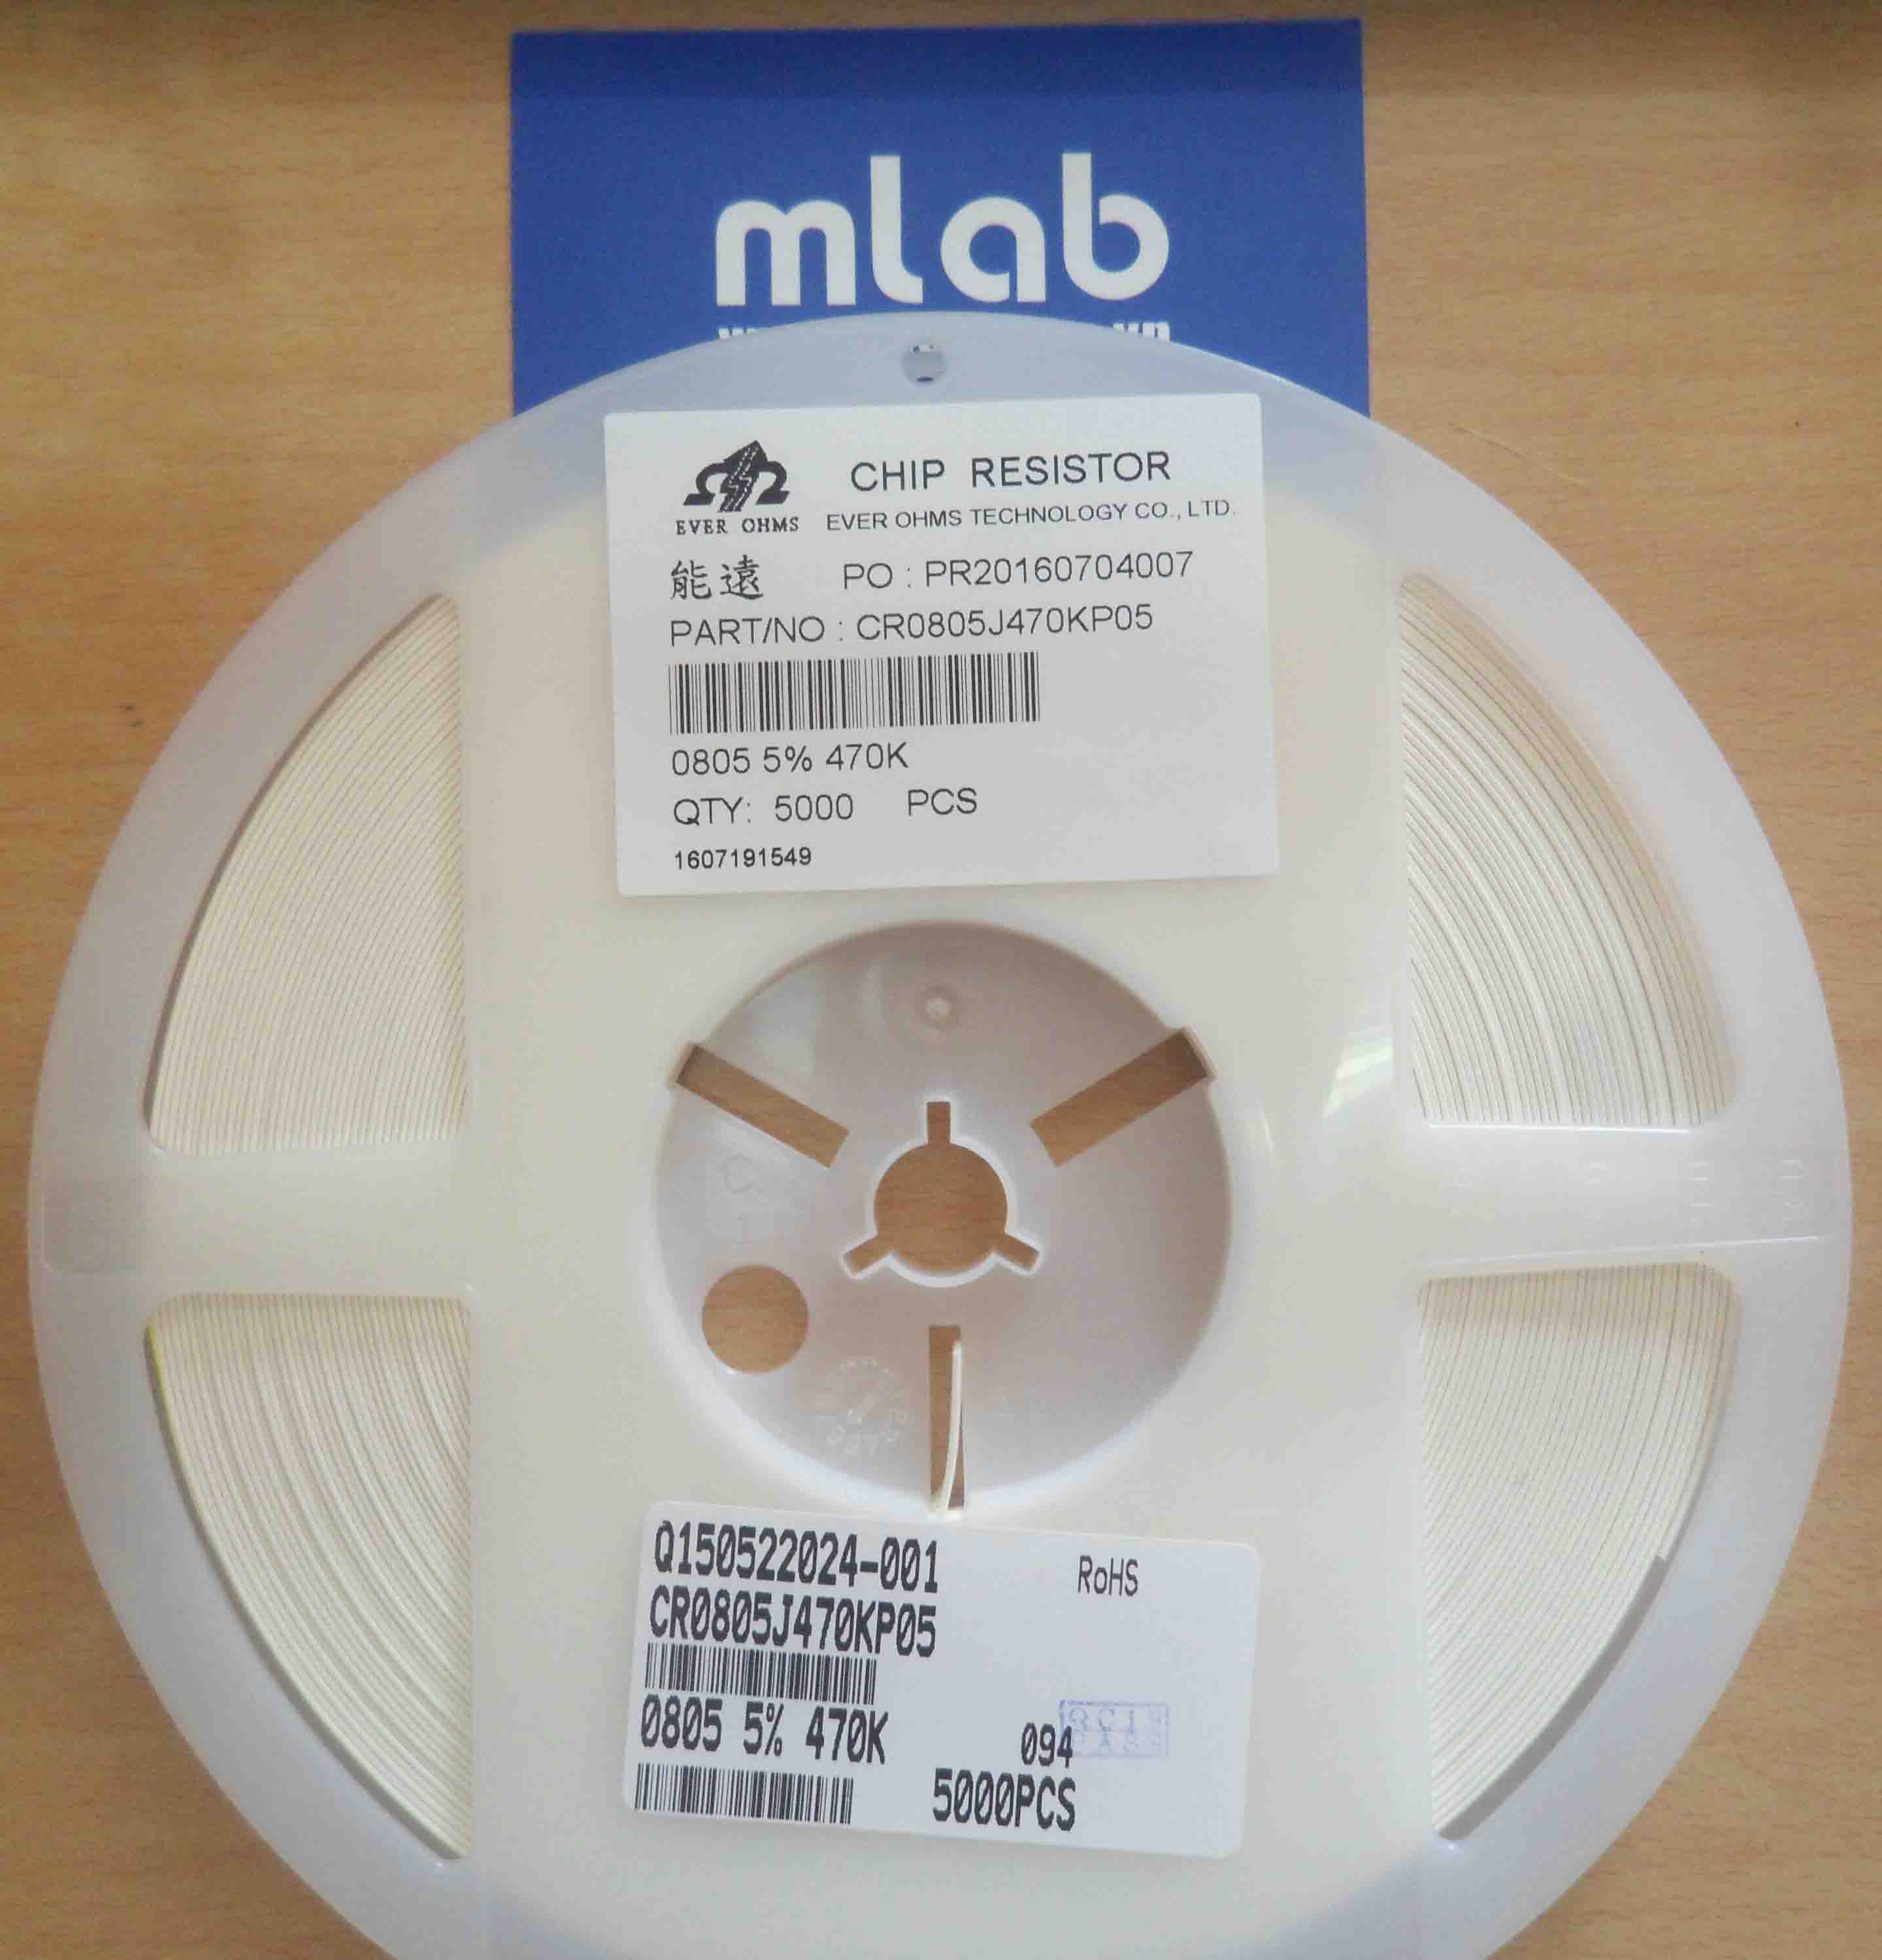 mlab
EVER OHMS
CHIP RESISTOR
EVER OHMS TECHNOLOGY CO., LTD.
能遠 PO : PR20160704007
PART/NO : CR0805J470KP05
0805 5% 470K
QTY: 5000 PCS
1607191549
Q150522024-001
RoHS
CR0805J470KP05
0805 5% 470K
094
5000PCS